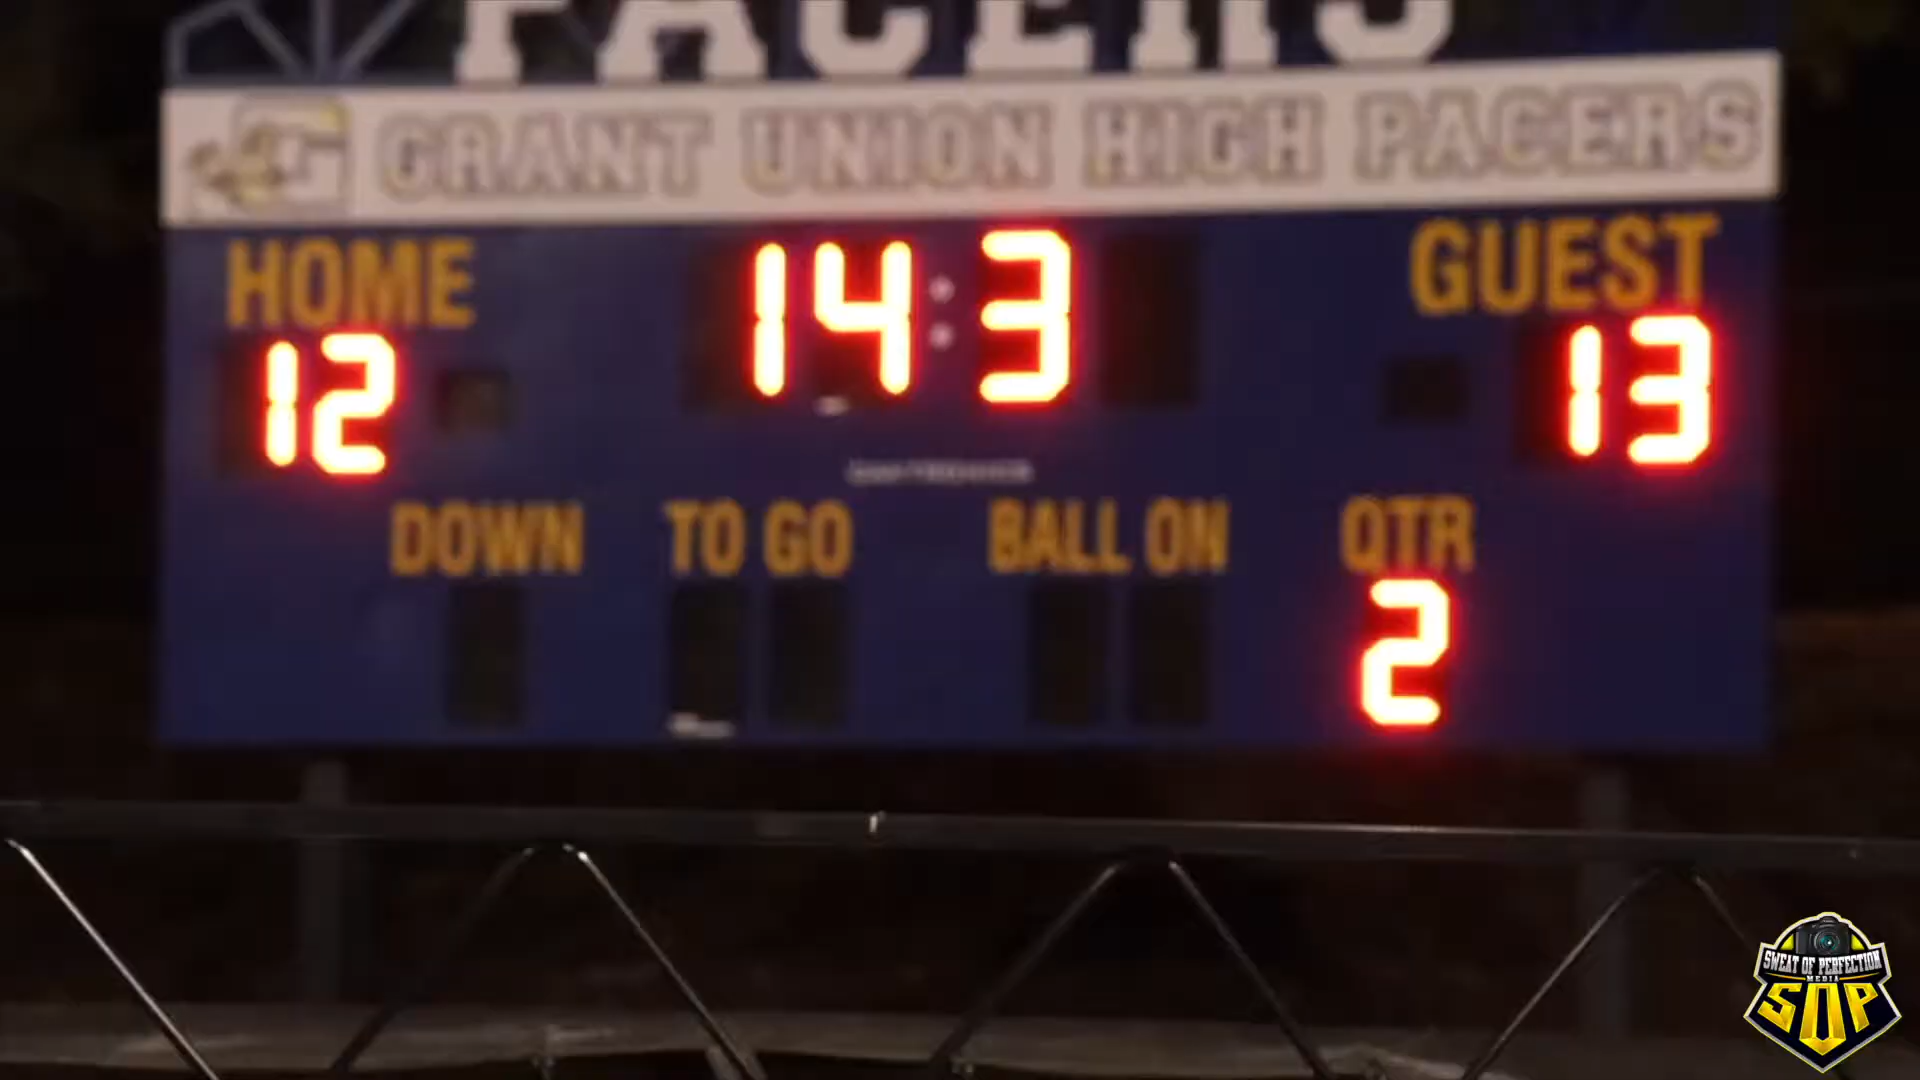 PACERS
G GRANT UNION HIGH PACERS
HOME 14:3 GUEST
12 13
DAKTRONICS
DOWN TO GO BALL ON QTR
2
SWEAT OF PERFECTION
MEDIA
SOP